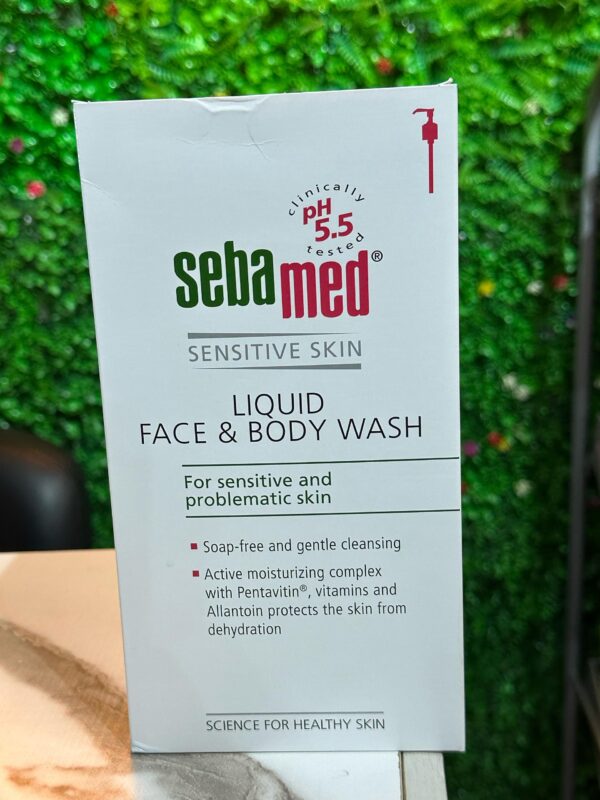 clinically
pH
5.5
tested
sebamed®
SENSITIVE SKIN
LIQUID
FACE & BODY WASH
For sensitive and
problematic skin
Soap-free and gentle cleansing
Active moisturizing complex
with Pentavitin®, vitamins and
Allantoin protects the skin from
dehydration
SCIENCE FOR HEALTHY SKIN